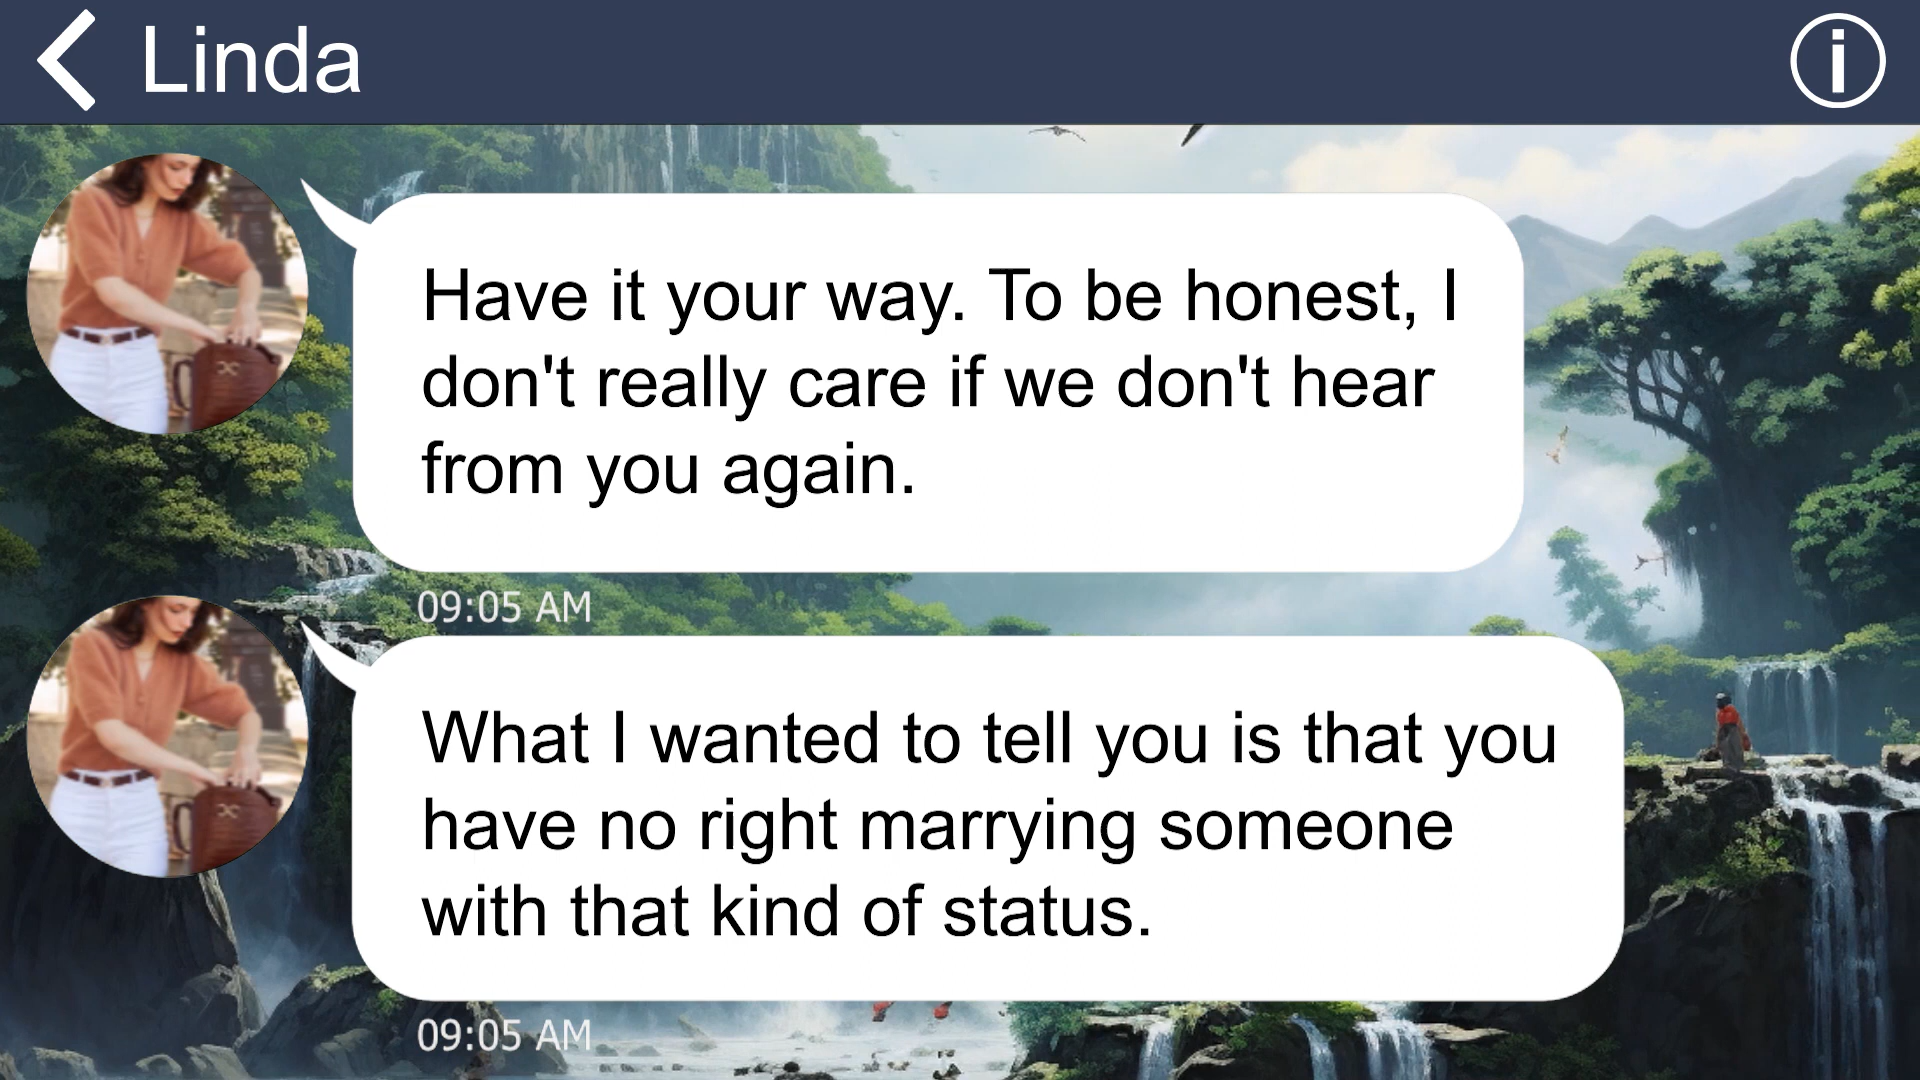 Linda
Have it your way. To be honest, I
don't really care if we don't hear
from you again.
09:05 AM
What I wanted to tell you is that you
have no right marrying someone
with that kind of status.
09:05 AM